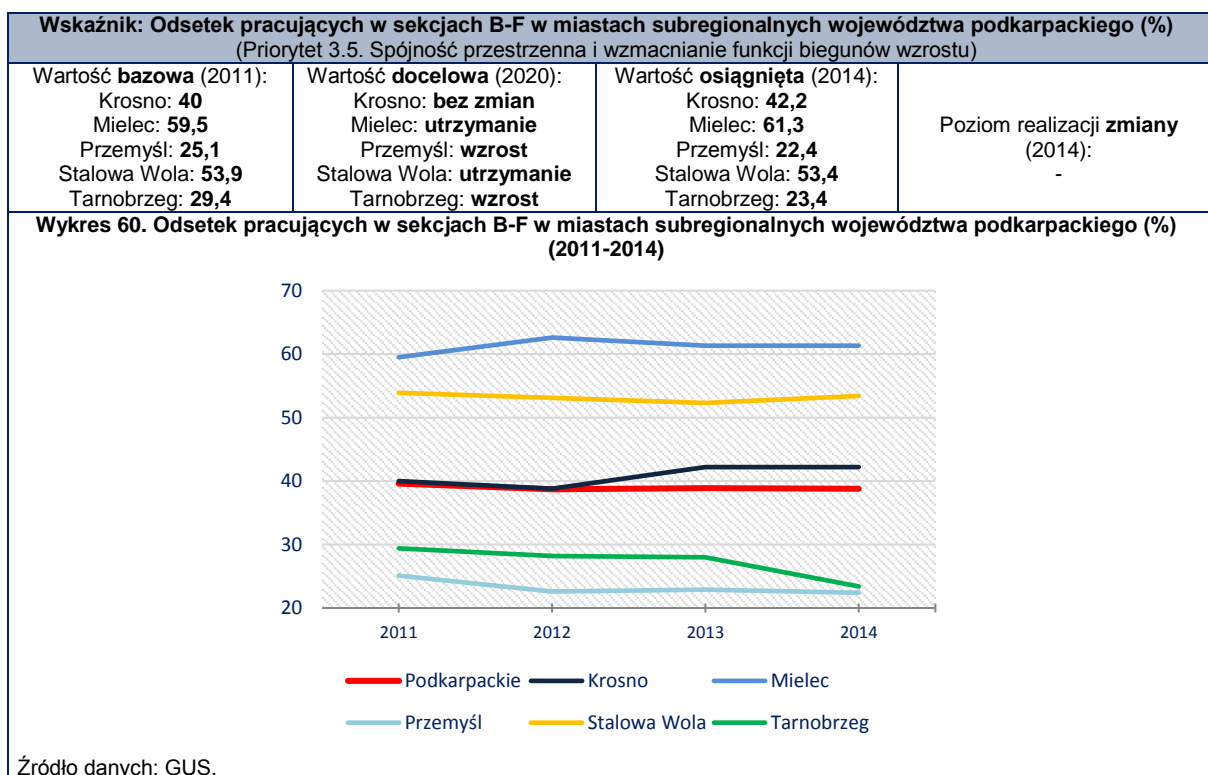 Wskaźnik: Odsetek pracujących w sekcjach B-F w miastach subregionalnych województwa podkarpackiego (%)
(Priorytet 3.5. Spójność przestrzenna i wzmacnianie funkcji biegunów wzrostu)
Wartość bazowa (2011):
Krosno: 40
Mielec: 59,5
Przemyśl: 25,1
Stalowa Wola: 53,9
Tarnobrzeg: 29,4
Wartość docelowa (2020):
Krosno: bez zmian
Mielec: utrzymanie
Przemyśl: wzrost
Stalowa Wola: utrzymanie
Tarnobrzeg: wzrost
Wartość osiągnięta (2014):
Krosno: 42,2
Mielec: 61,3
Przemyśl: 22,4
Stalowa Wola: 53,4
Tarnobrzeg: 23,4
Poziom realizacji zmiany
(2014):
-
Wykres 60. Odsetek pracujących w sekcjach B-F w miastach subregionalnych województwa podkarpackiego (%)
(2011-2014)
70
60
50
40
30
20
2011 2012 2013 2014
Podkarpackie Krosno Mielec
Przemyśl Stalowa Wola Tarnobrzeg
Źródło danych: GUS.